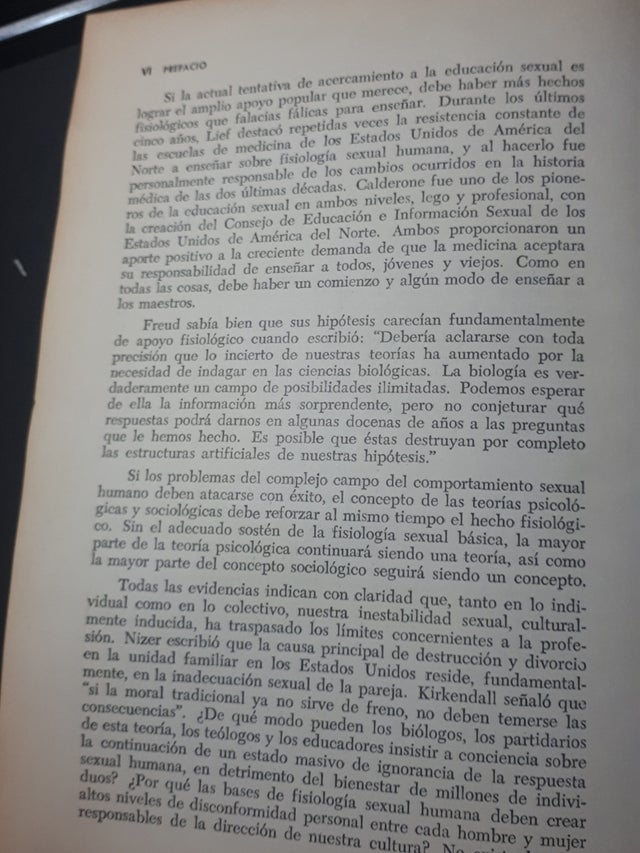 VI PREFACIO
Si la actual tentativa de acercamiento a la educación sexual es
lograr el amplio apoyo popular que merece, debe haber más hechos
fisiológicos que falacias fálicas para enseñar. Durante los últimos
cinco años, Lief destacó repetidas veces la resistencia constante de
las escuelas de medicina de los Estados Unidos de América del
Norte a enseñar sobre fisiología sexual humana, y al hacerlo fue
personalmente responsable de los cambios ocurridos en la historia
médica de las dos últimas décadas. Calderone fue uno de los pione-
ros de la educación sexual en ambos niveles, lego y profesional, con
la creación del Consejo de Educación e Información Sexual de los
Estados Unidos de América del Norte. Ambos proporcionaron un
aporte positivo a la creciente demanda de que la medicina aceptara
su responsabilidad de enseñar a todos, jóvenes y viejos. Como en
todas las cosas, debe haber un comienzo y algún modo de enseñar a
los maestros.
Freud sabía bien que sus hipótesis carecían fundamentalmente
de apoyo fisiológico cuando escribió: "Debería aclararse con toda
precisión que lo incierto de nuestras teorías ha aumentado por la
necesidad de indagar en las ciencias biológicas. La biología es ver-
daderamente un campo de posibilidades ilimitadas. Podemos esperar
de ella la información más sorprendente, pero no conjeturar qué
respuestas podrá darnos en algunas docenas de años a las preguntas
que le hemos hecho. Es posible que éstas destruyan por completo
las estructuras artificiales de nuestras hipótesis."
Si los problemas del complejo campo del comportamiento sexual
humano deben atacarse con éxito, el concepto de las teorías psicoló-
gicas y sociológicas debe reforzar al mismo tiempo el hecho fisiológi-
co. Sin el adecuado sostén de la fisiología sexual básica, la mayor
parte de la teoría psicológica continuará siendo una teoría, así como
la mayor parte del concepto sociológico seguirá siendo un concepto.
Todas las evidencias indican con claridad que, tanto en lo indi-
vidual como en lo colectivo, nuestra inestabilidad sexual, cultural-
mente inducida, ha traspasado los límites concernientes a la profe-
sión. Nizer escribió que la causa principal de destrucción y divorcio
en la unidad familiar en los Estados Unidos reside, fundamental-
mente, en la inadecuación sexual de la pareja. Kirkendall señaló que
"si la moral tradicional ya no sirve de freno, no deben temerse las
consecuencias". ¿De qué modo pueden los biólogos, los partidarios
de esta teoría, los teólogos y los educadores insistir a conciencia sobre
la continuación de un estado masivo de ignorancia de la respuesta
sexual humana, en detrimento del bienestar de millones de indivi-
duos? ¿Por qué las bases de fisiología sexual humana deben crear
altos niveles de disconformidad personal entre cada hombre y mujer
responsables de la dirección de nuestra cultura? No